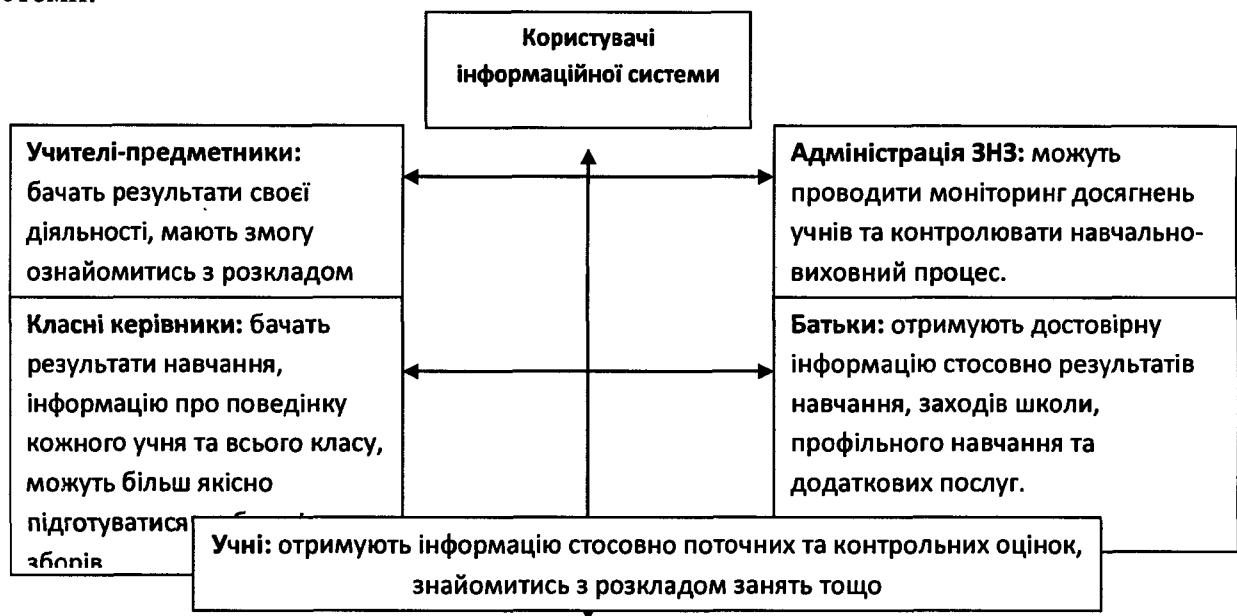 Користувачі
інформаційної системи
Учителі-предметники:
бачать результати своєї
діяльності, мають змогу
ознайомитись з розкладом
Адміністрація ЗНЗ: можуть
проводити моніторинг досягнень
учнів та контролювати навчально-
виховний процес.
Класні керівники: бачать
результати навчання,
інформацію про поведінку
кожного учня та всього класу,
можуть більш якісно
підготуватися
зборів
Батьки: отримують достовірну
інформацію стосовно результатів
навчання, заходів школи,
профільного навчання та
додаткових послуг.
Учні: отримують інформацію стосовно поточних та контрольних оцінок,
знайомитись з розкладом занять тощо